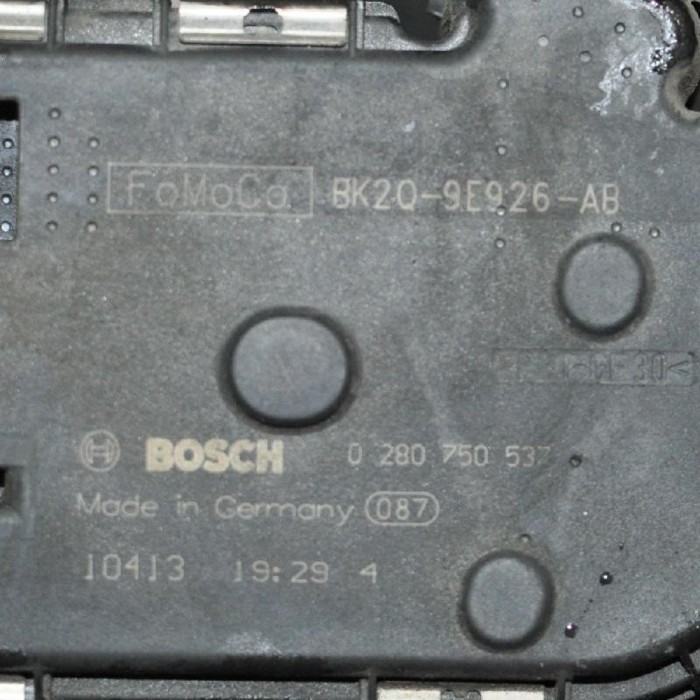 FoMoCo BK2Q-9E926-AB
BOSCH 0 280 750 537
Made in Germany 087
10413 19:29 4